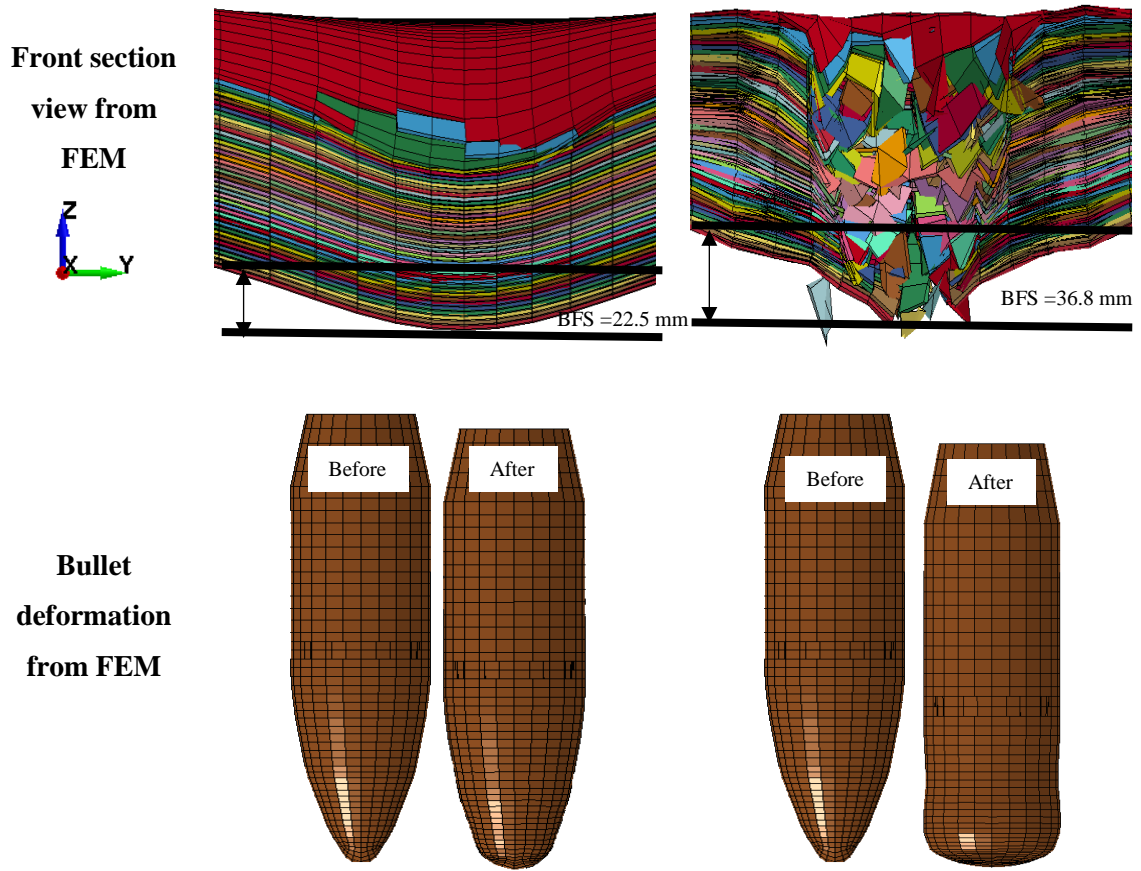 Front section
view from
FEM
Z
X
Y
BFS =22.5 mm
BFS =36.8 mm
Before
After
Before
After
Bullet
deformation
from FEM